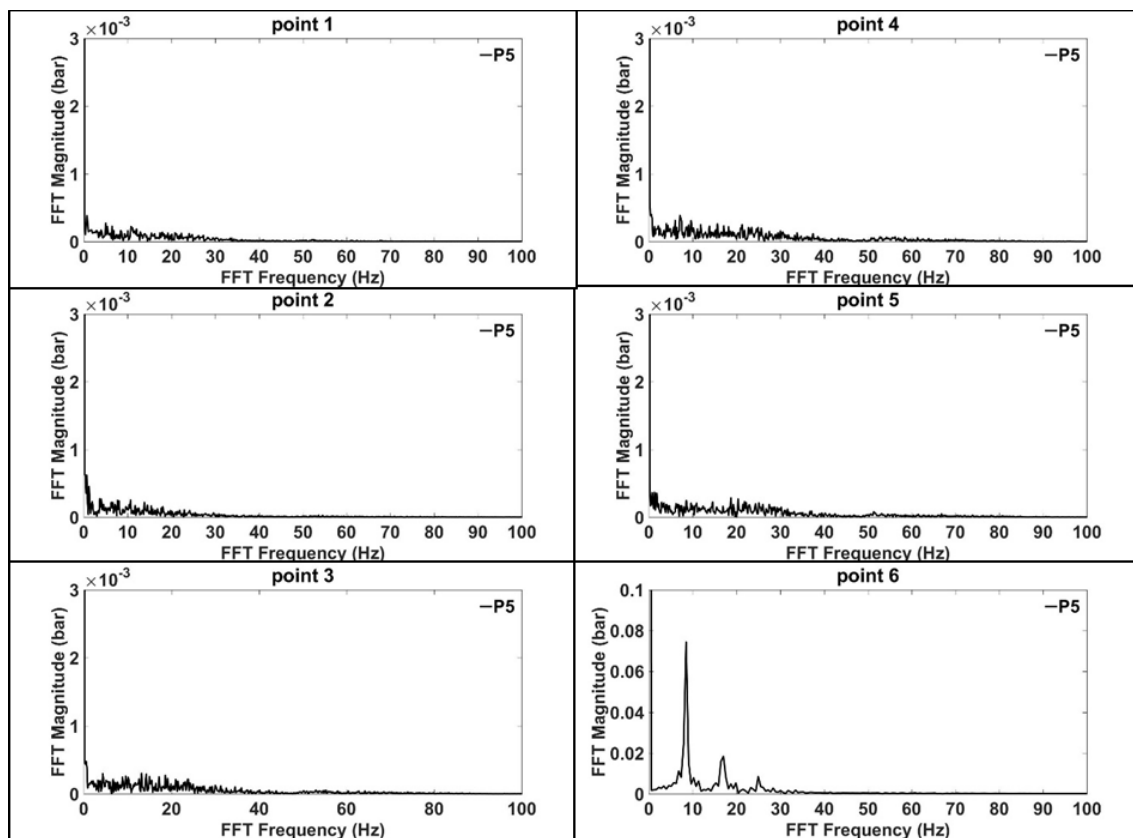 point 1
×10⁻³
–P5
FFT Magnitude (bar)
3
2
1
0
0 10 20 30 40 50 60 70 80 90 100
FFT Frequency (Hz)
point 4
×10⁻³
–P5
FFT Magnitude (bar)
3
2
1
0
0 10 20 30 40 50 60 70 80 90 100
FFT Frequency (Hz)
point 2
×10⁻³
–P5
FFT Magnitude (bar)
3
2
1
0
0 10 20 30 40 50 60 70 80 90 100
FFT Frequency (Hz)
point 5
×10⁻³
–P5
FFT Magnitude (bar)
3
2
1
0
0 10 20 30 40 50 60 70 80 90 100
FFT Frequency (Hz)
point 3
×10⁻³
–P5
FFT Magnitude (bar)
3
2
1
0
0 20 40 60 80 100
FFT Frequency (Hz)
point 6
–P5
FFT Magnitude (bar)
0.1
0.08
0.06
0.04
0.02
0
0 10 20 30 40 50 60 70 80 90 100
FFT Frequency (Hz)